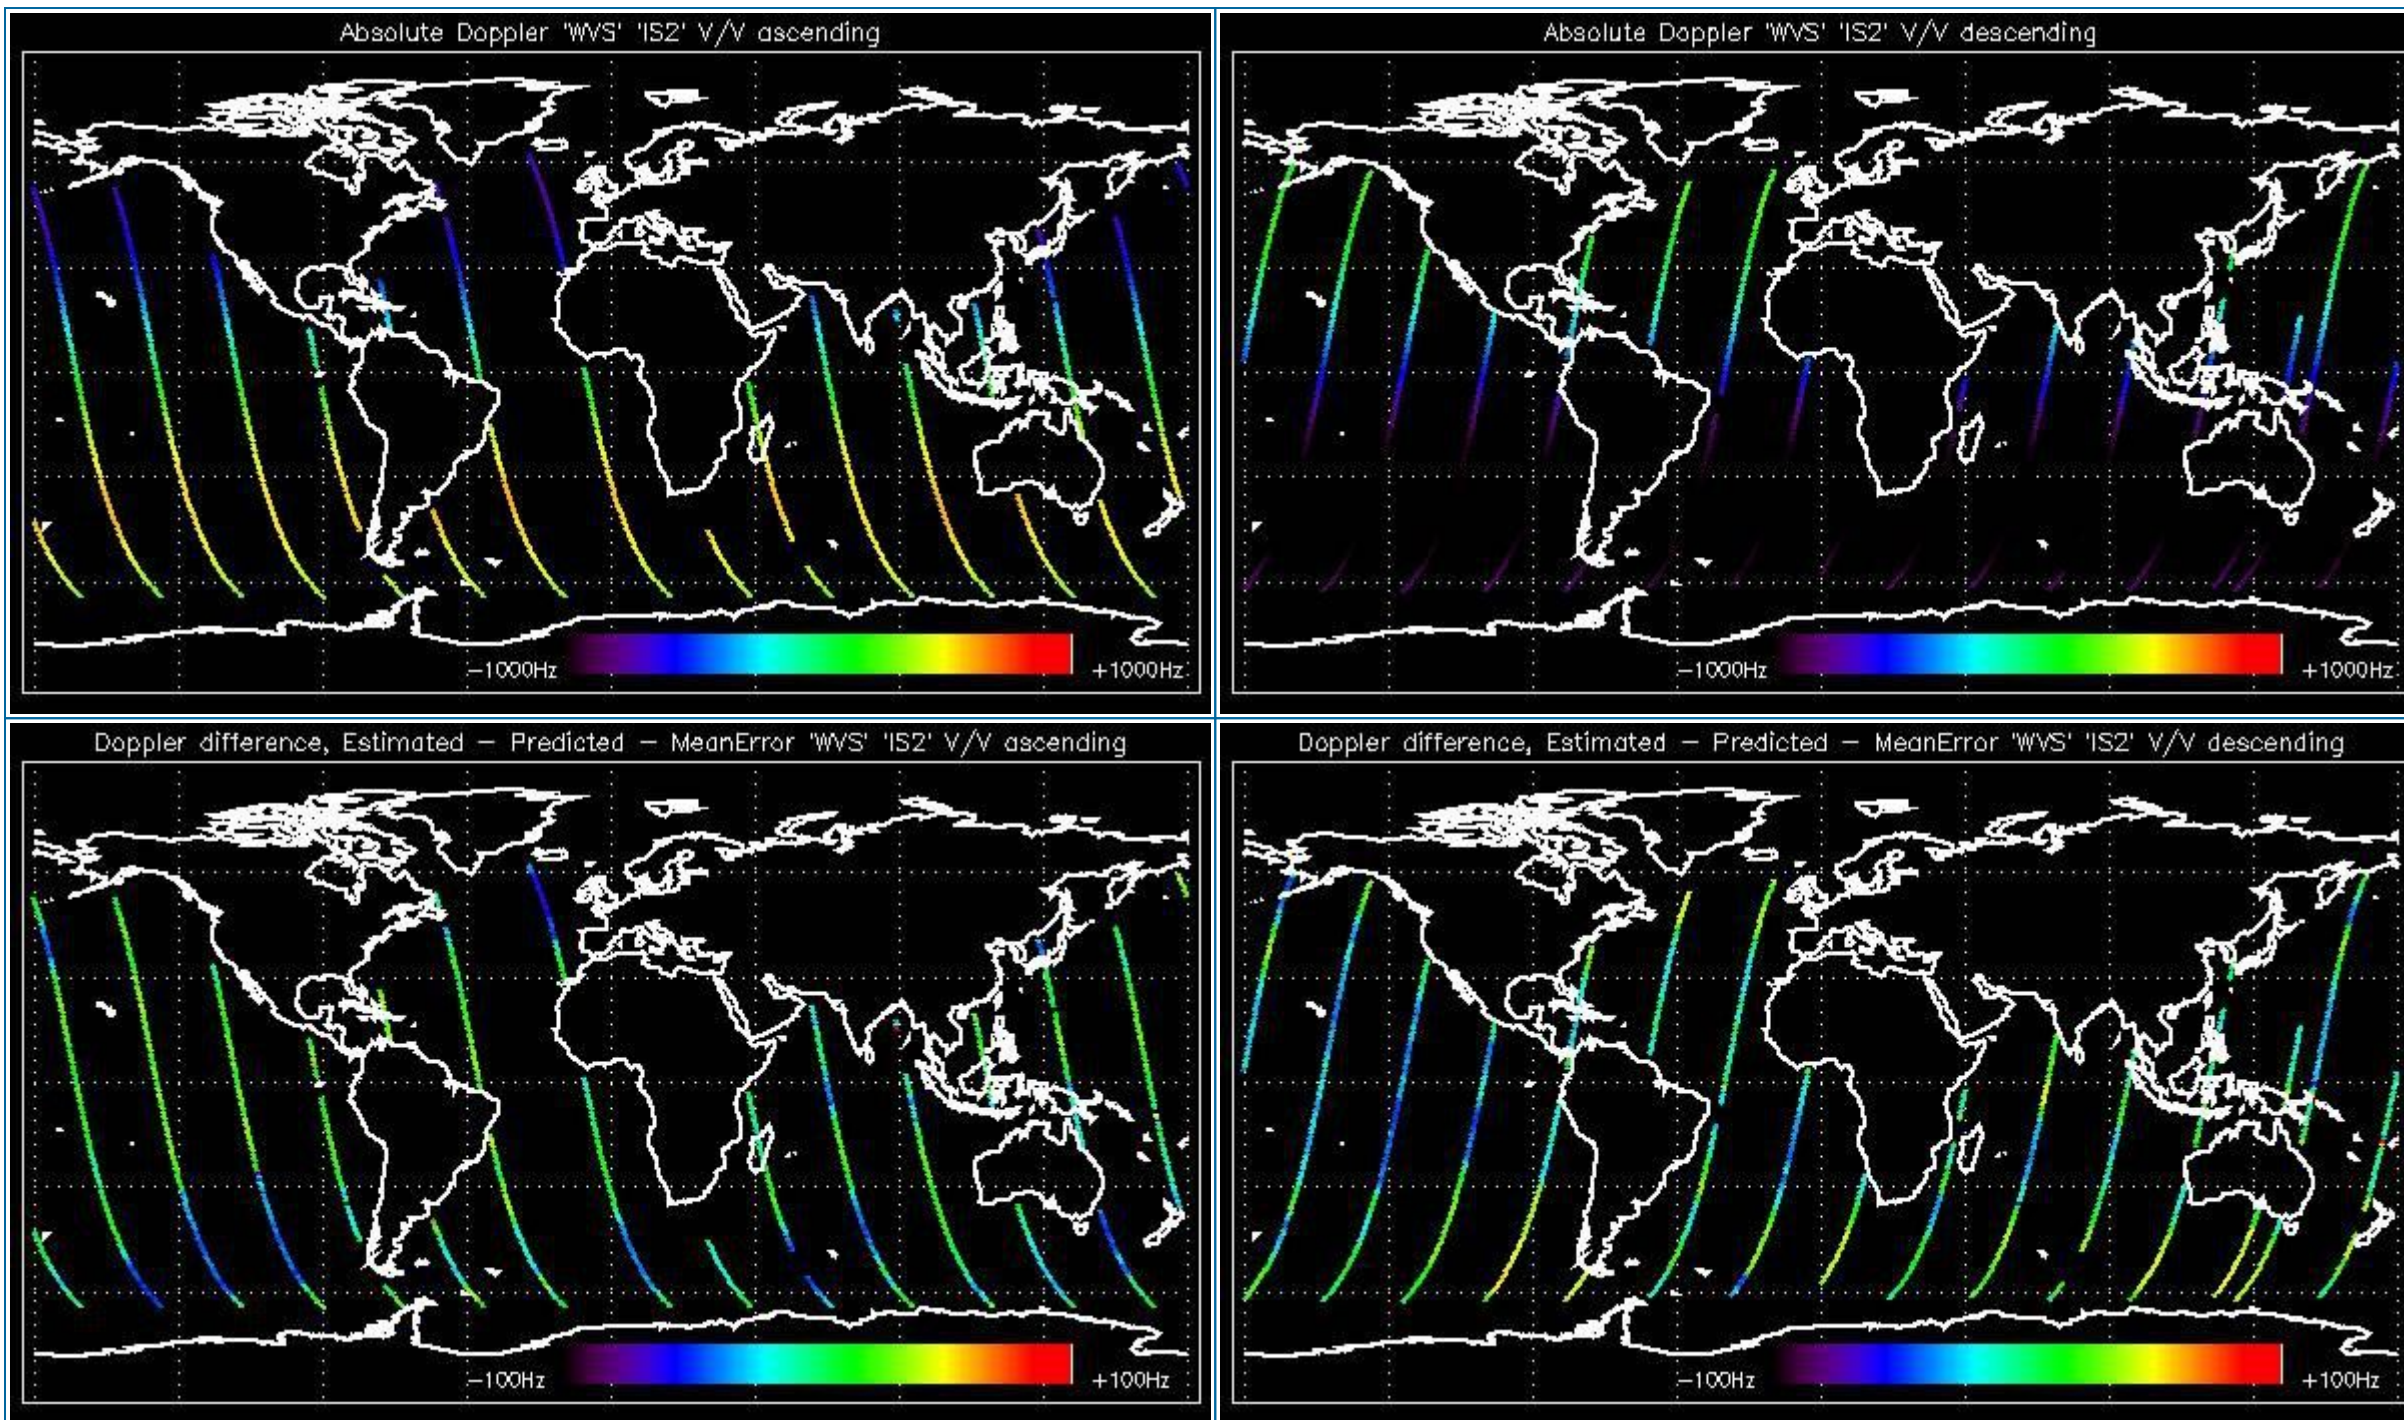 Absolute Doppler 'WVS' 'IS2' V/V ascending
-1000Hz
+1000Hz
Absolute Doppler 'WVS' 'IS2' V/V descending
-1000Hz
+1000Hz
Doppler difference, Estimated - Predicted - MeanError 'WVS' 'IS2' V/V ascending
-100Hz
+100Hz
Doppler difference, Estimated - Predicted - MeanError 'WVS' 'IS2' V/V descending
-100Hz
+100Hz